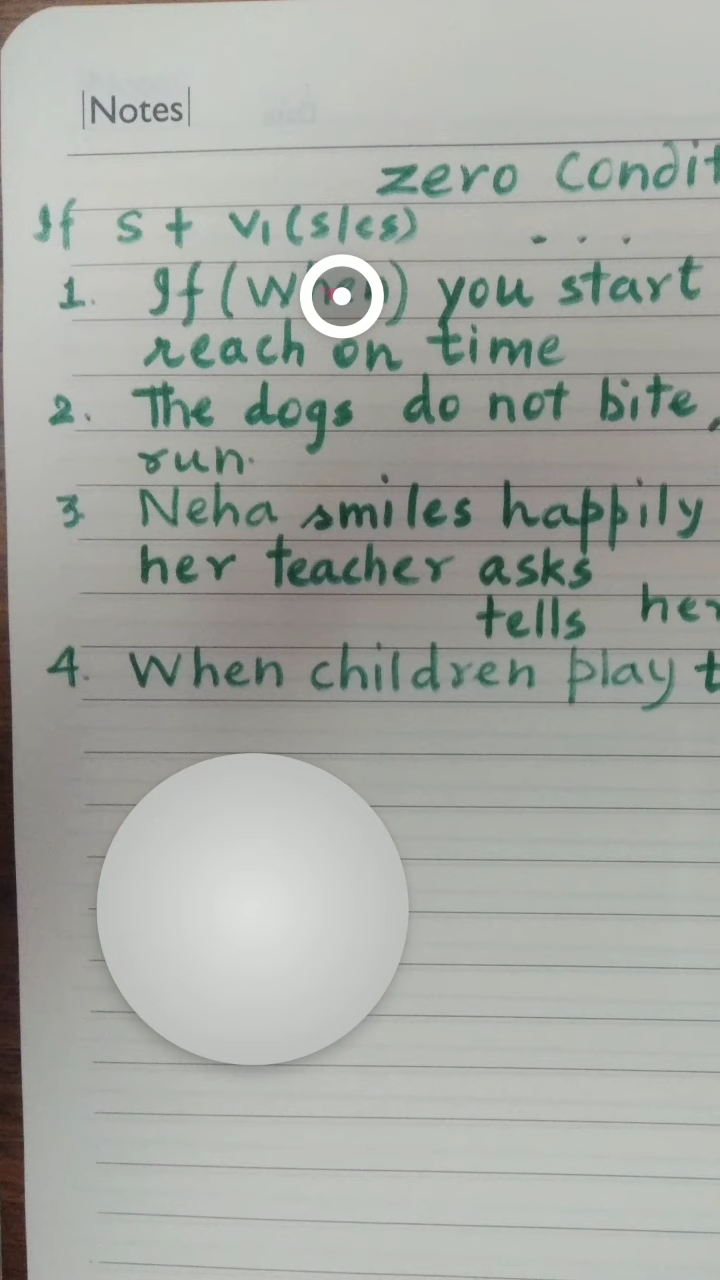 Notes
zero Condit
If S + V₁(s/es) ...
1. If (When) you start
reach on time
2. The dogs do not bite,
run.
3 Neha smiles happily
her teacher asks
tells her
4. When children play t